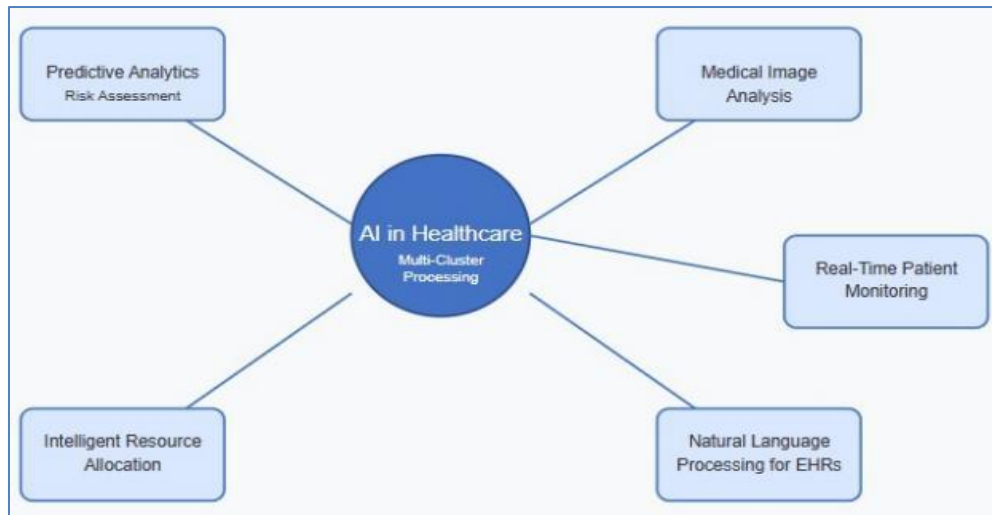 Predictive Analytics
Risk Assessment
Medical Image
Analysis
AI in Healthcare
Multi-Cluster
Processing
Real-Time Patient
Monitoring
Intelligent Resource
Allocation
Natural Language
Processing for EHRs